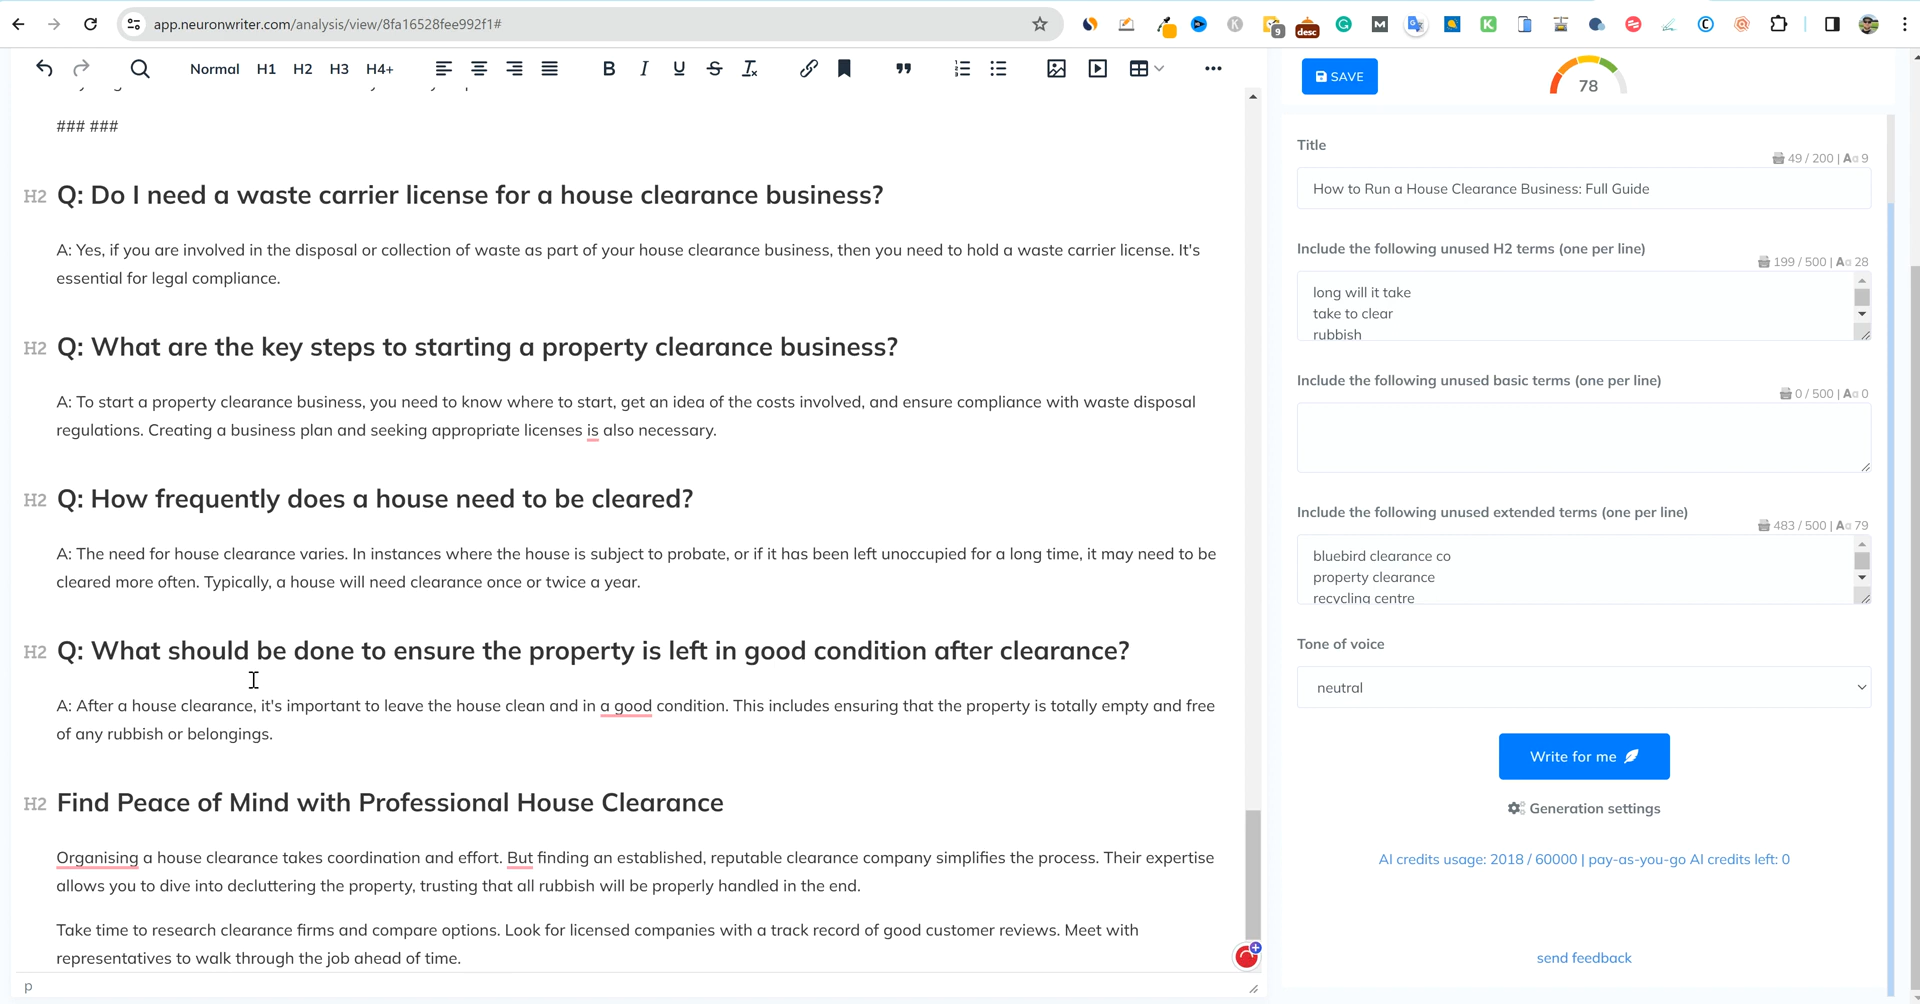 app.neuronwriter.com/analysis/view/8fa16528fee992f1#
9
desc
Normal H1 H2 H3 H4+
### ###
H2 Q: Do I need a waste carrier license for a house clearance business?
A: Yes, if you are involved in the disposal or collection of waste as part of your house clearance business, then you need to hold a waste carrier license. It's
essential for legal compliance.
H2 Q: What are the key steps to starting a property clearance business?
A: To start a property clearance business, you need to know where to start, get an idea of the costs involved, and ensure compliance with waste disposal
regulations. Creating a business plan and seeking appropriate licenses is also necessary.
H2 Q: How frequently does a house need to be cleared?
A: The need for house clearance varies. In instances where the house is subject to probate, or if it has been left unoccupied for a long time, it may need to be
cleared more often. Typically, a house will need clearance once or twice a year.
H2 Q: What should be done to ensure the property is left in good condition after clearance?
A: After a house clearance, it's important to leave the house clean and in a good condition. This includes ensuring that the property is totally empty and free
of any rubbish or belongings.
H2 Find Peace of Mind with Professional House Clearance
Organising a house clearance takes coordination and effort. But finding an established, reputable clearance company simplifies the process. Their expertise
allows you to dive into decluttering the property, trusting that all rubbish will be properly handled in the end.
Take time to research clearance firms and compare options. Look for licensed companies with a track record of good customer reviews. Meet with
representatives to walk through the job ahead of time.
p
SAVE
78
Title
49 / 200 | Aa 9
How to Run a House Clearance Business: Full Guide
Include the following unused H2 terms (one per line)
199 / 500 | Aa 28
long will it take
take to clear
rubbish
Include the following unused basic terms (one per line)
0 / 500 | Aa 0
Include the following unused extended terms (one per line)
483 / 500 | Aa 79
bluebird clearance co
property clearance
recycling centre
Tone of voice
neutral
Write for me
Generation settings
AI credits usage: 2018 / 60000 | pay-as-you-go AI credits left: 0
send feedback